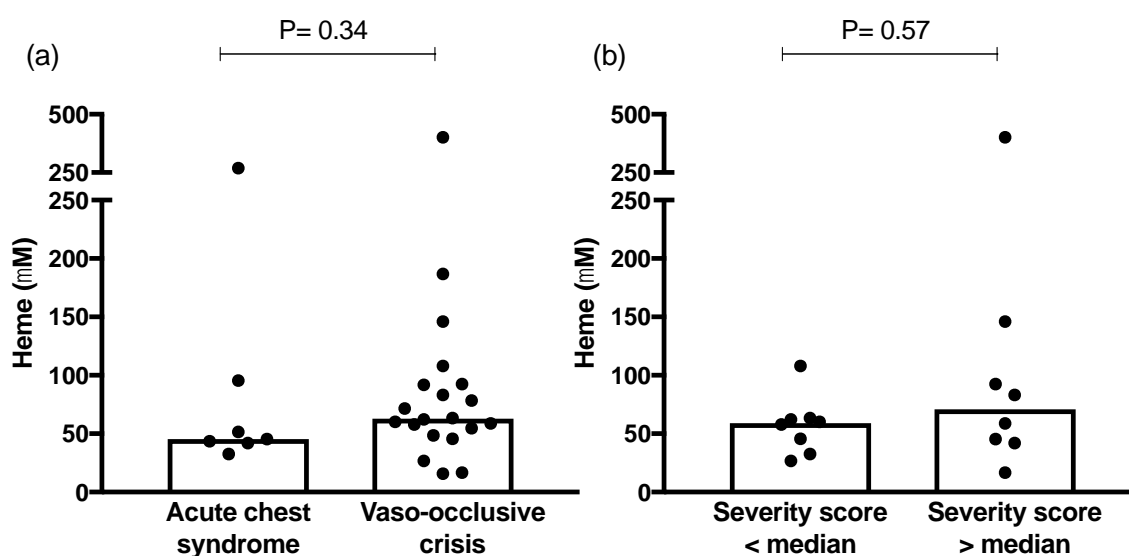 P= 0.34
(a)
500
250
250
200
150
100
50
0
Heme (mM)
Acute chest
syndrome
Vaso-occlusive
crisis
P= 0.57
(b)
500
250
250
200
150
100
50
0
Heme (mM)
Severity score
< median
Severity score
> median